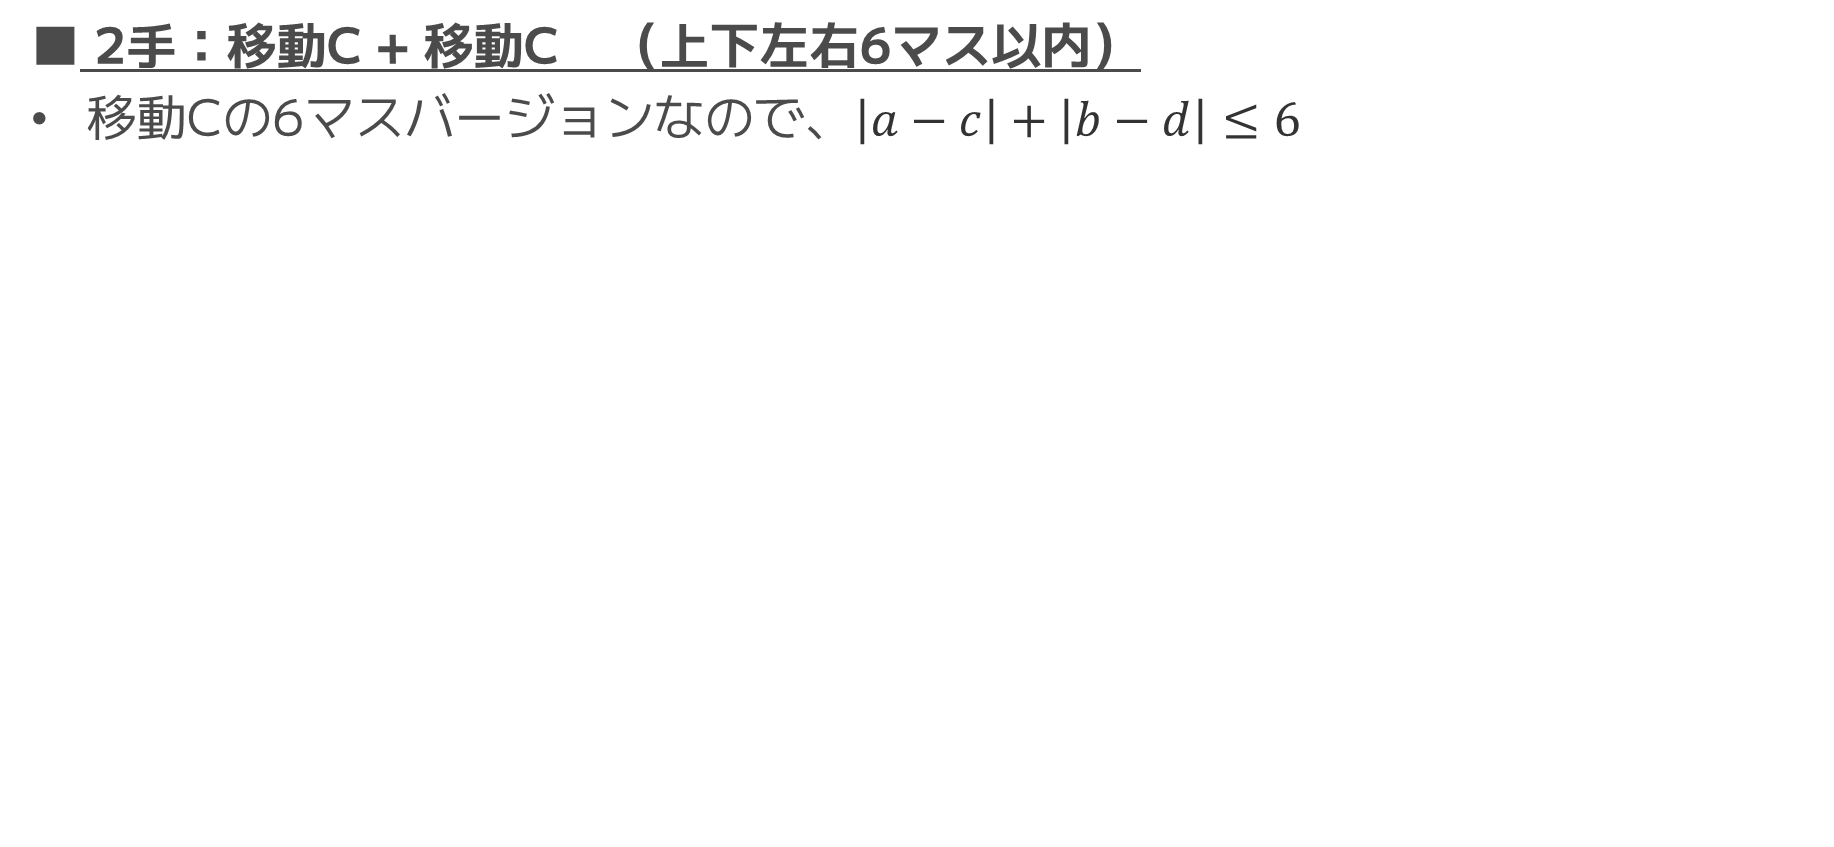 ■ 2手：移動C + 移動C　（上下左右6マス以内）
• 移動Cの6マスバージョンなので、|a − c| + |b − d| ≤ 6